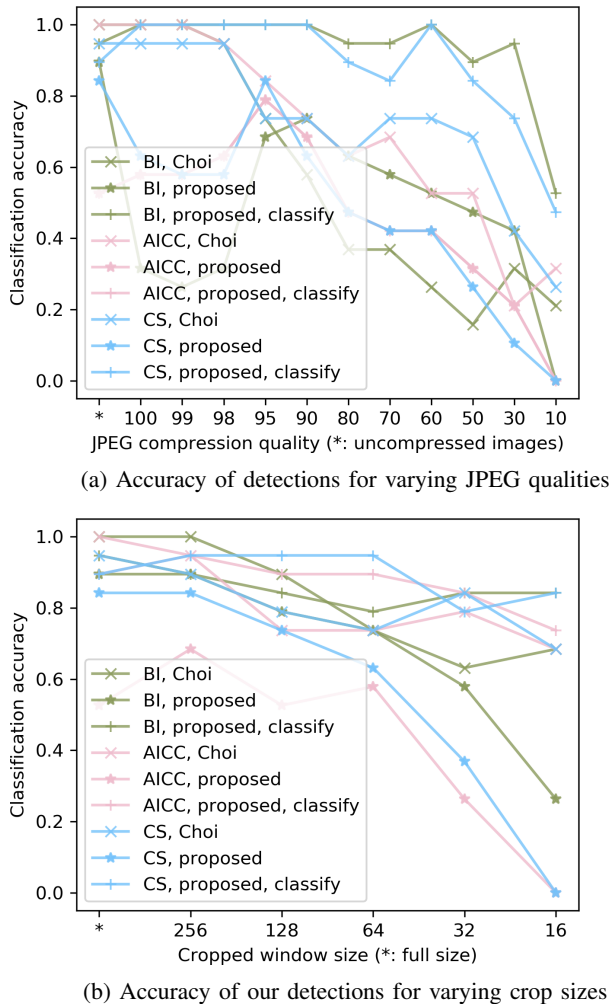 1.0
0.8
0.6
0.4
0.2
0.0
Classification accuracy
BI, Choi
BI, proposed
BI, proposed, classify
AICC, Choi
AICC, proposed
AICC, proposed, classify
CS, Choi
CS, proposed
CS, proposed, classify
* 100 99 98 95 90 80 70 60 50 30 10
JPEG compression quality (*: uncompressed images)
(a) Accuracy of detections for varying JPEG qualities
1.0
0.8
0.6
0.4
0.2
0.0
Classification accuracy
BI, Choi
BI, proposed
BI, proposed, classify
AICC, Choi
AICC, proposed
AICC, proposed, classify
CS, Choi
CS, proposed
CS, proposed, classify
* 256 128 64 32 16
Cropped window size (*: full size)
(b) Accuracy of our detections for varying crop sizes